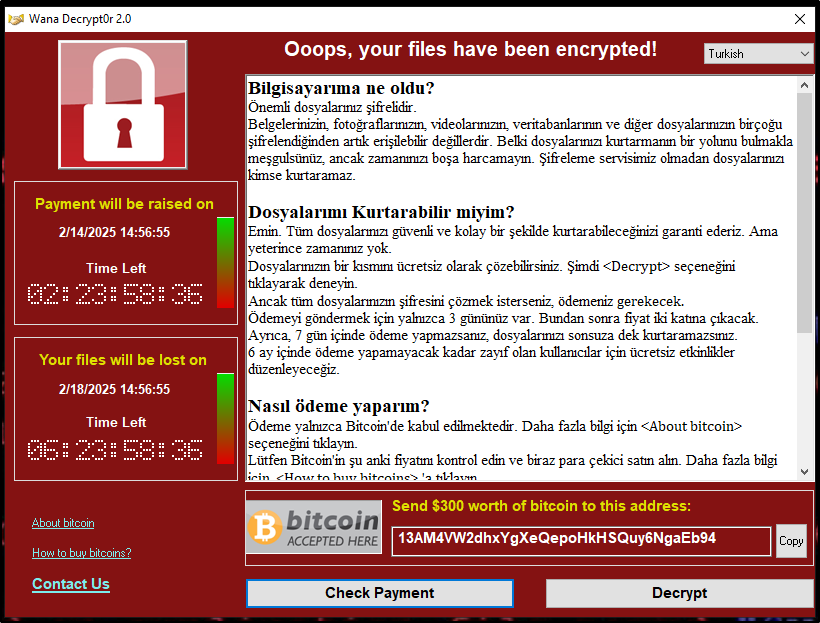 Wana Decrypt0r 2.0
Ooops, your files have been encrypted!
Turkish
Payment will be raised on
2/14/2025 14:56:55
Time Left
02:23:58:36
Your files will be lost on
2/18/2025 14:56:55
Time Left
06:23:58:36
About bitcoin
How to buy bitcoins?
Contact Us
Bilgisayarıma ne oldu?
Önemli dosyalarınız şifrelidir.
Belgelerinizin, fotoğraflarınızın, videolarınızın, veritabanlarının ve diğer dosyalarınızın birçoğu
şifrelendiğinden artık erişilebilir değillerdir. Belki dosyalarınızı kurtarmanın bir yolunu bulmakla
meşgulsünüz, ancak zamanınızı boşa harcamayın. Şifreleme servisimiz olmadan dosyalarınızı
kimse kurtaramaz.
Dosyalarımı Kurtarabilir miyim?
Emin. Tüm dosyalarınızı güvenli ve kolay bir şekilde kurtarabileceğinizi garanti ederiz. Ama
yeterince zamanınız yok.
Dosyalarınızın bir kısmını ücretsiz olarak çözebilirsiniz. Şimdi <Decrypt> seçeneğini
tıklayarak deneyin.
Ancak tüm dosyalarınızın şifresini çözmek isterseniz, ödemeniz gerekecek.
Ödemeyi göndermek için yalnızca 3 gününüz var. Bundan sonra fiyat iki katına çıkacak.
Ayrıca, 7 gün içinde ödeme yapmazsanız, dosyalarınızı sonsuza dek kurtaramazsınız.
6 ay içinde ödeme yapamayacak kadar zayıf olan kullanıcılar için ücretsiz etkinlikler
düzenleyeceğiz.
Nasıl ödeme yaparım?
Ödeme yalnızca Bitcoin'de kabul edilmektedir. Daha fazla bilgi için <About bitcoin>
seçeneğini tıklayın.
Lütfen Bitcoin'in şu anki fiyatını kontrol edin ve biraz para çekici satın alın. Daha fazla bilgi
için, <How to buy bitcoins> 'a tıklayın
bitcoin
ACCEPTED HERE
Send $300 worth of bitcoin to this address:
13AM4VW2dhxYgXeQepoHkHSQuy6NgaEb94
Copy
Check Payment
Decrypt